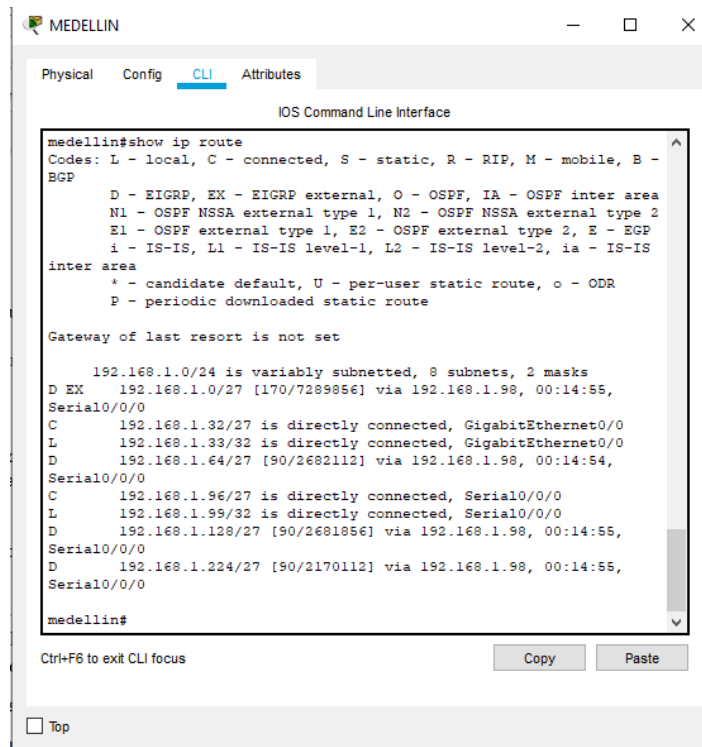 MEDELLIN
Physical Config CLI Attributes
IOS Command Line Interface
medellin#show ip route
Codes: L - local, C - connected, S - static, R - RIP, M - mobile, B -
BGP
D - EIGRP, EX - EIGRP external, O - OSPF, IA - OSPF inter area
N1 - OSPF NSSA external type 1, N2 - OSPF NSSA external type 2
E1 - OSPF external type 1, E2 - OSPF external type 2, E - EGP
i - IS-IS, L1 - IS-IS level-1, L2 - IS-IS level-2, ia - IS-IS
inter area
* - candidate default, U - per-user static route, o - ODR
P - periodic downloaded static route
Gateway of last resort is not set
192.168.1.0/24 is variably subnetted, 8 subnets, 2 masks
D EX 192.168.1.0/27 [170/7289856] via 192.168.1.98, 00:14:55,
Serial0/0/0
C 192.168.1.32/27 is directly connected, GigabitEthernet0/0
L 192.168.1.33/32 is directly connected, GigabitEthernet0/0
D 192.168.1.64/27 [90/2682112] via 192.168.1.98, 00:14:54,
Serial0/0/0
C 192.168.1.96/27 is directly connected, Serial0/0/0
L 192.168.1.99/32 is directly connected, Serial0/0/0
D 192.168.1.128/27 [90/2681856] via 192.168.1.98, 00:14:55,
Serial0/0/0
D 192.168.1.224/27 [90/2170112] via 192.168.1.98, 00:14:55,
Serial0/0/0
medellin#
Ctrl+F6 to exit CLI focus
Copy Paste
Top